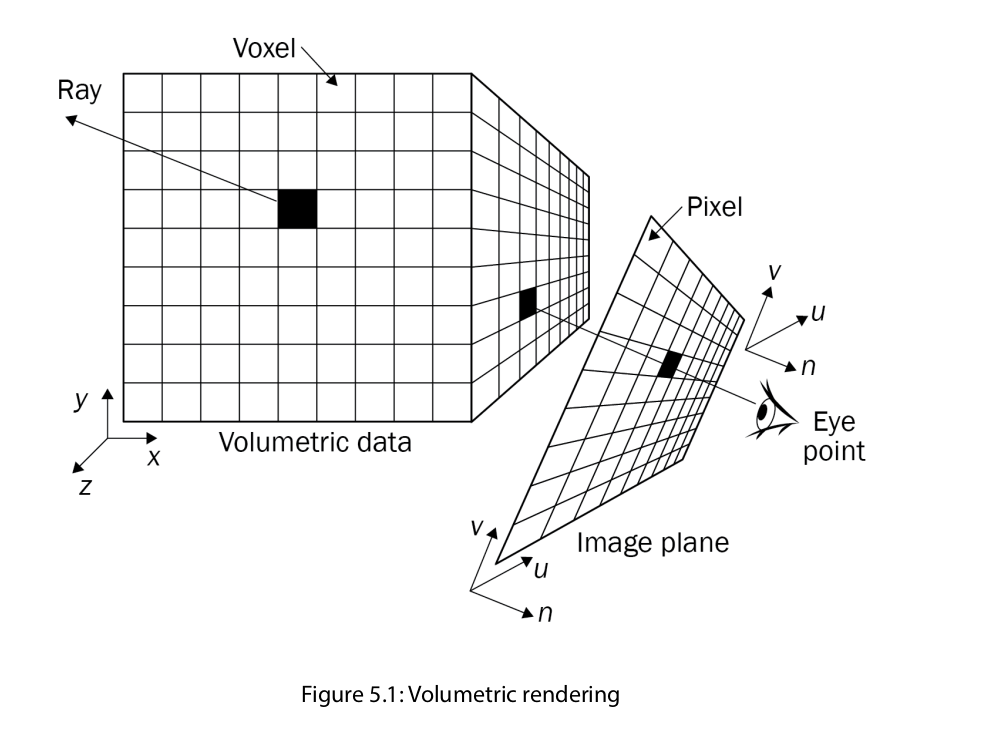 Voxel
Ray
Pixel
v
u
n
y
x
z
Volumetric data
Eye
point
v
u
n
Image plane
Figure 5.1: Volumetric rendering